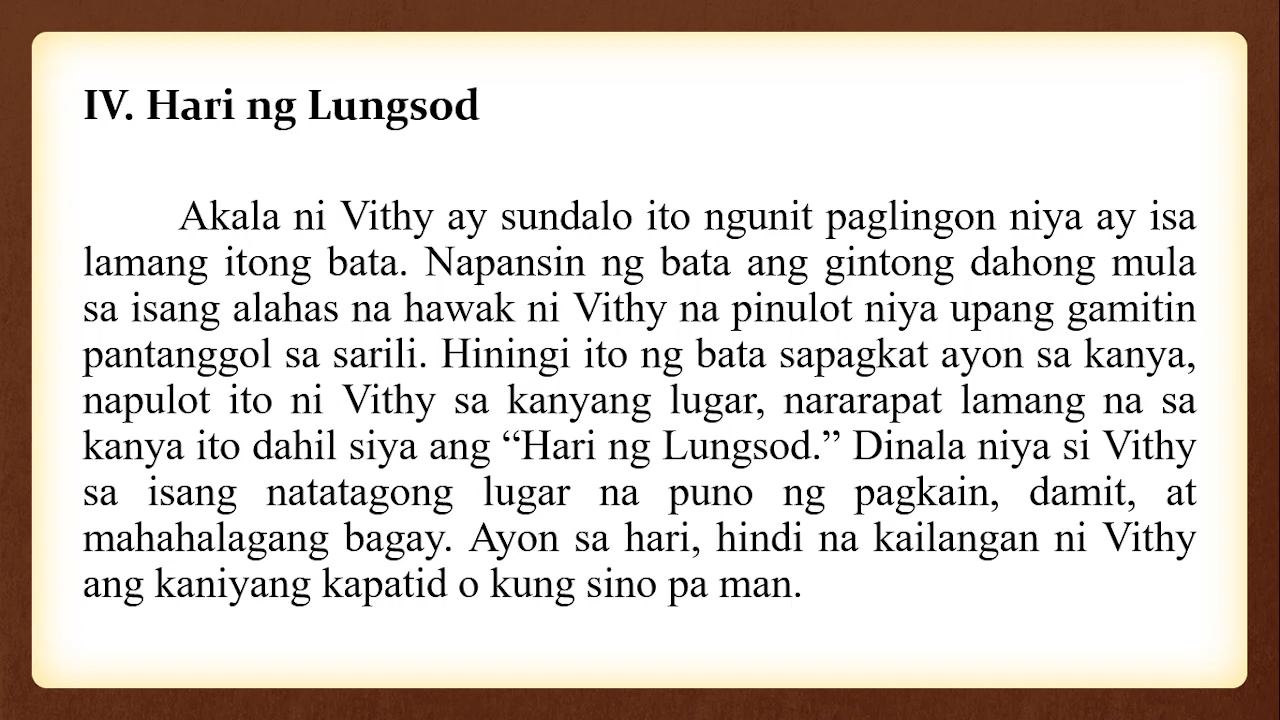 IV. Hari ng Lungsod
Akala ni Vithy ay sundalo ito ngunit paglingon niya ay isa
lamang itong bata. Napansin ng bata ang gintong dahong mula
sa isang alahas na hawak ni Vithy na pinulot niya upang gamitin
pantanggol sa sarili. Hiningi ito ng bata sapagkat ayon sa kanya,
napulot ito ni Vithy sa kanyang lugar, nararapat lamang na sa
kanya ito dahil siya ang “Hari ng Lungsod.” Dinala niya si Vithy
sa isang natatagong lugar na puno ng pagkain, damit, at
mahahalagang bagay. Ayon sa hari, hindi na kailangan ni Vithy
ang kaniyang kapatid o kung sino pa man.